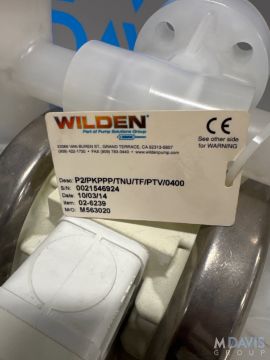 WILDEN
Part of Pump Solutions Group
22069 VAN BUREN ST., GRAND TERRACE, CA 92313-5607
(909) 422-1730 • FAX (909) 783-3440 • www.wildenpump.com
CE
See other
side for
WARNING
Desc: P2/PKPPP/TNU/TF/PTV/0400
S/N: 0021546924
Date: 10/03/14
Item: 02-6239
M/O: M563020
M DAVIS
GROUP